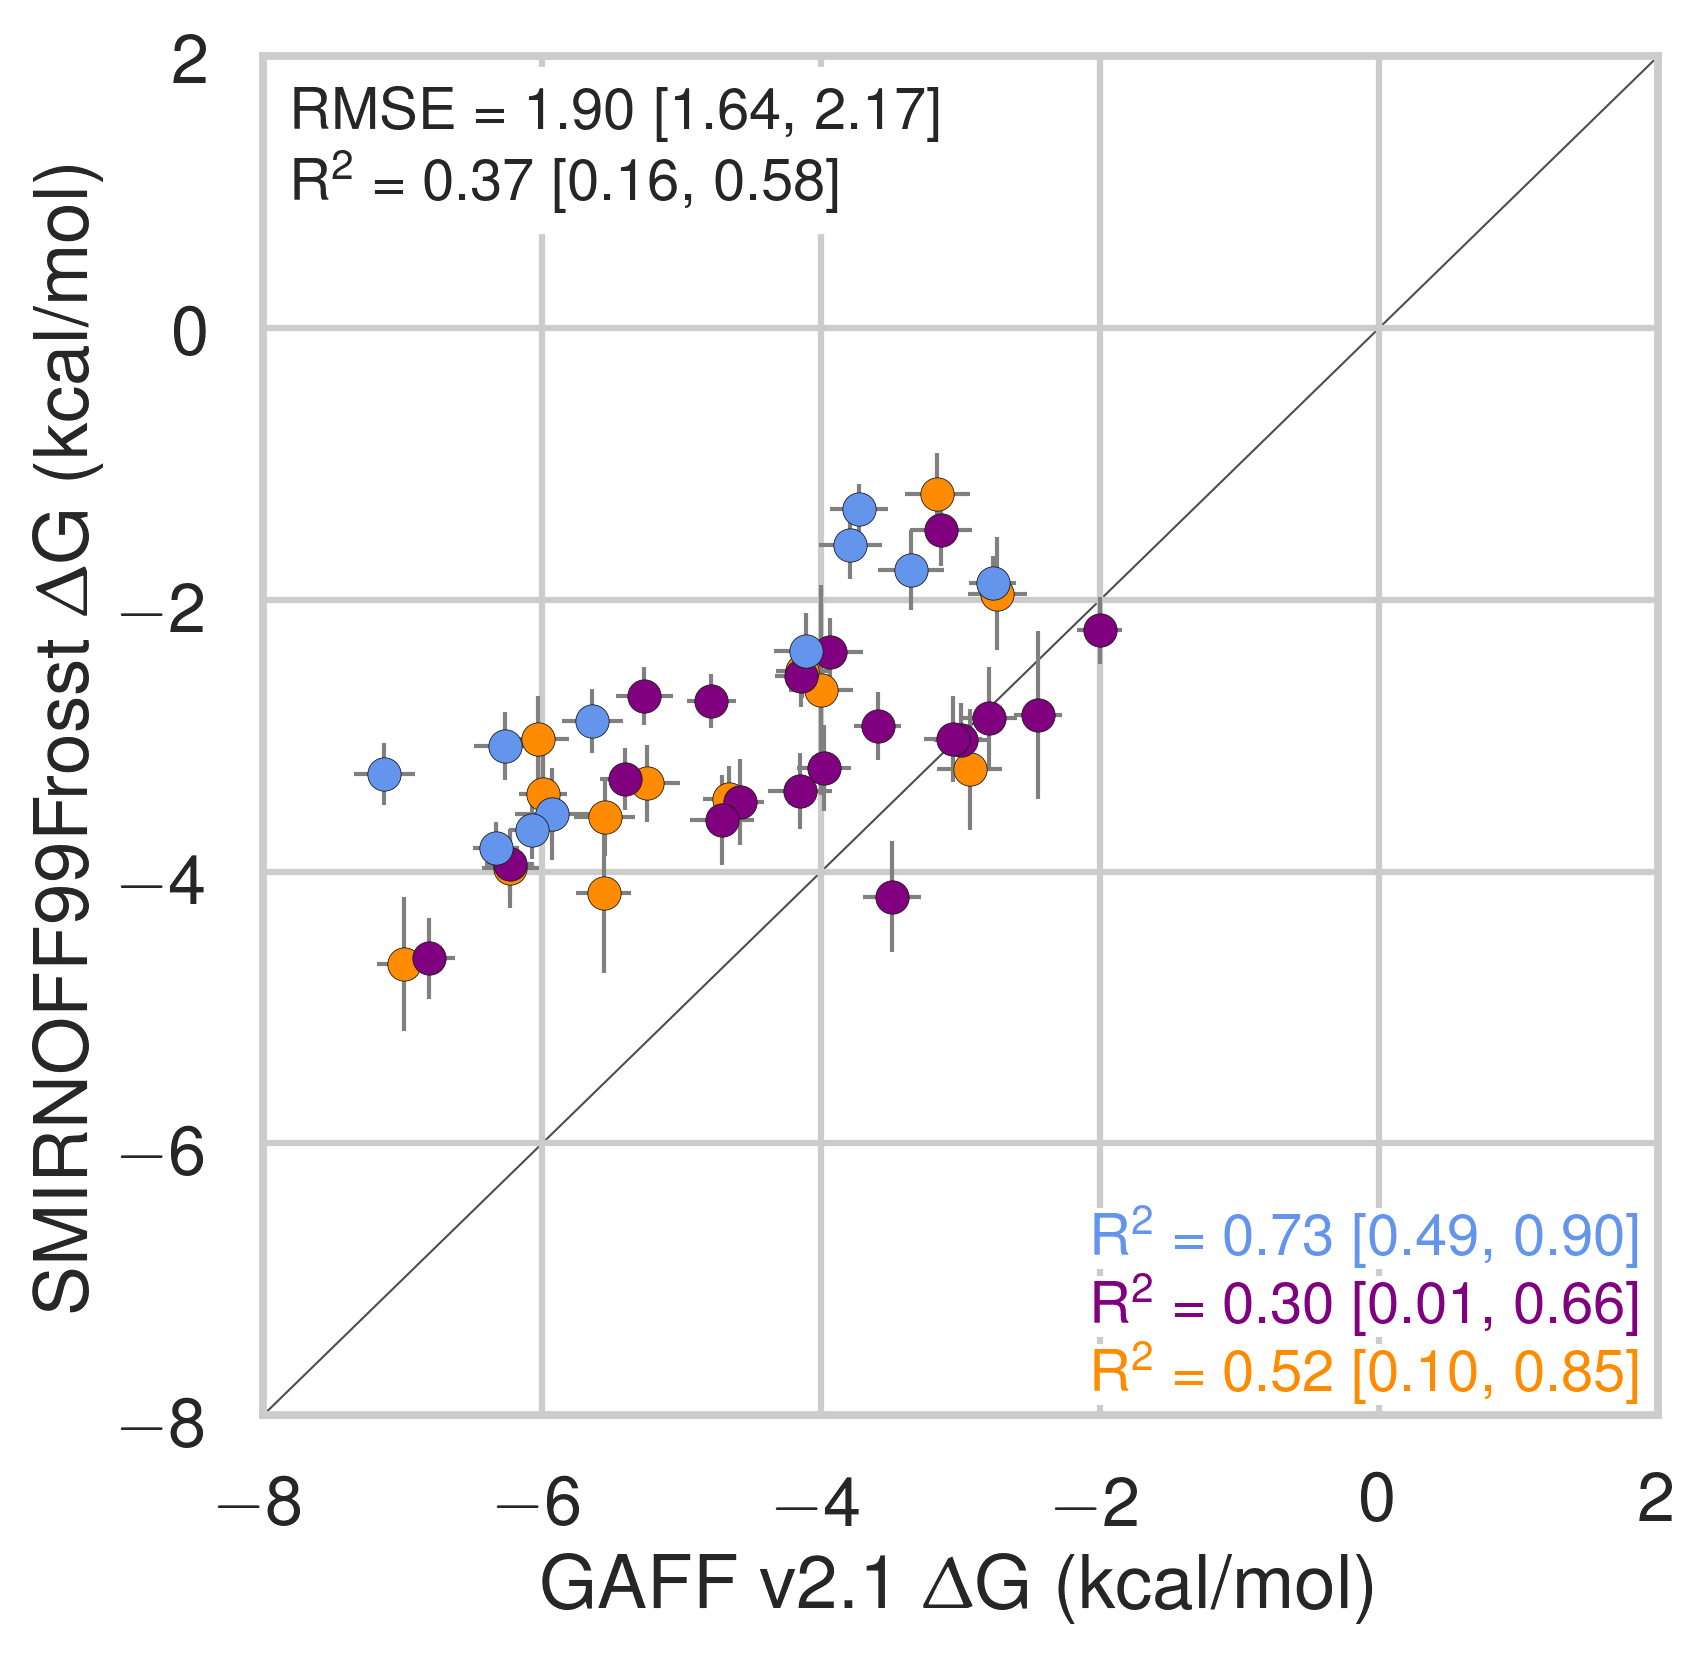 RMSE = 1.90 [1.64, 2.17]
R² = 0.37 [0.16, 0.58]
SMIRNOFF99Frosst ΔG (kcal/mol)
2
0
−2
−4
−6
−8
R² = 0.73 [0.49, 0.90]
R² = 0.30 [0.01, 0.66]
R² = 0.52 [0.10, 0.85]
−8 −6 −4 −2 0 2
GAFF v2.1 ΔG (kcal/mol)